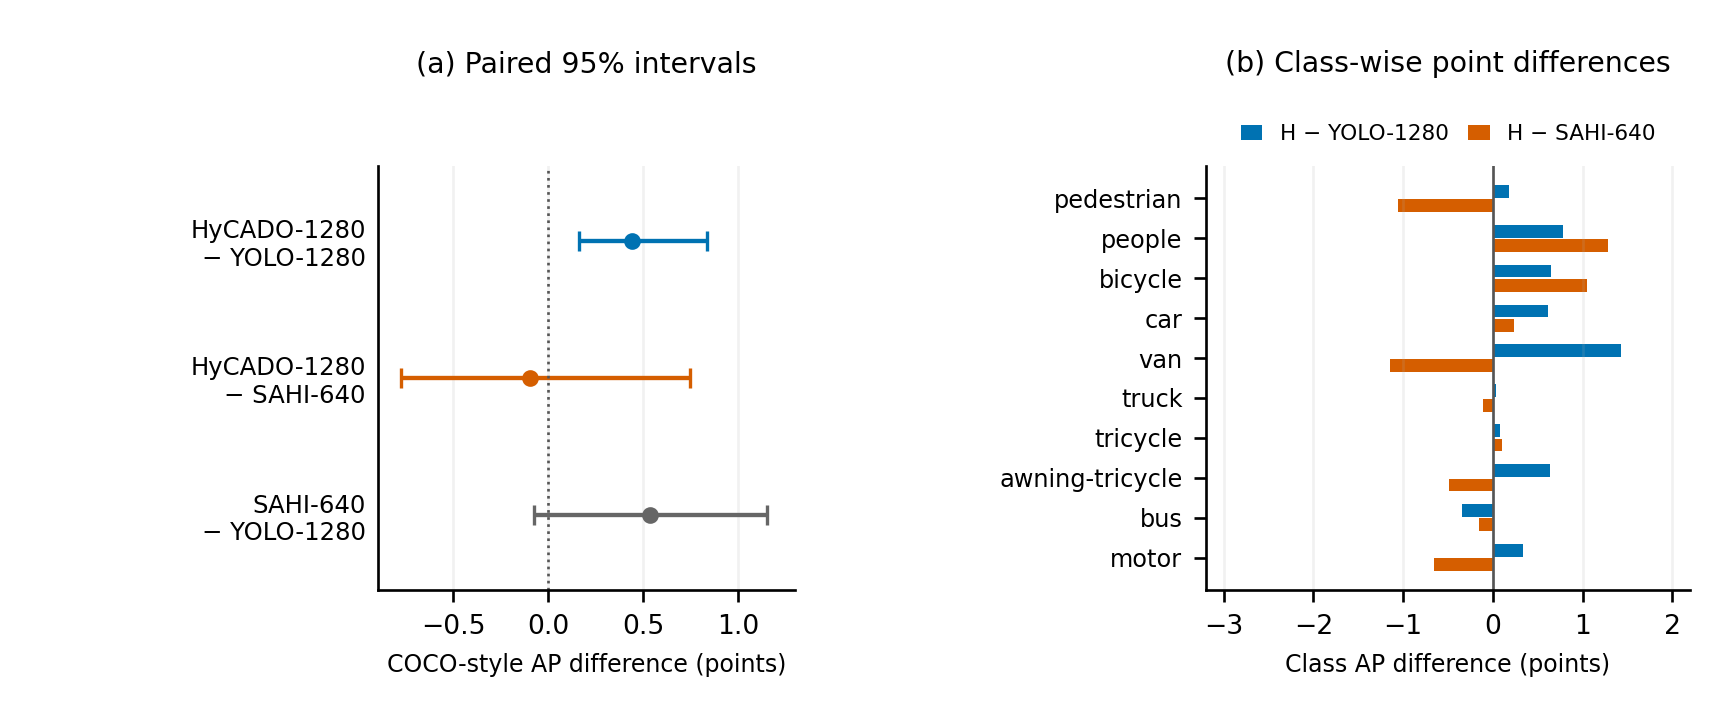 (a) Paired 95% intervals
HyCADO-1280
− YOLO-1280
HyCADO-1280
− SAHI-640
SAHI-640
− YOLO-1280
−0.5 0.0 0.5 1.0
COCO-style AP difference (points)
(b) Class-wise point differences
H − YOLO-1280 H − SAHI-640
pedestrian
people
bicycle
car
van
truck
tricycle
awning-tricycle
bus
motor
−3 −2 −1 0 1 2
Class AP difference (points)